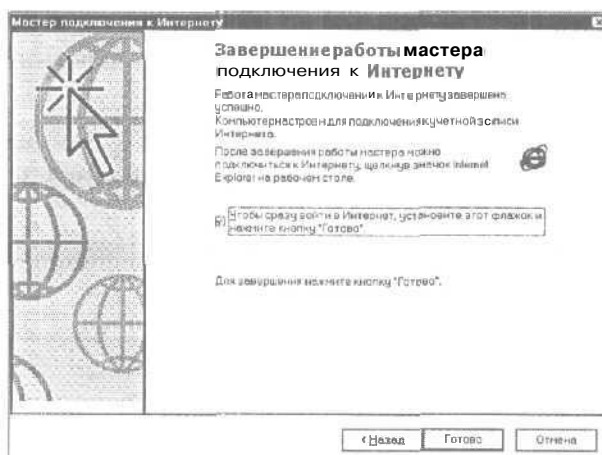 Мастер подключения к Интернету
Завершение работы мастера
подключения к Интернету
Работа мастера подключении и к Интернету завершена
успешно.
Компьютер настроен для подключения к учетной записи
Интернета.
После завершения работы мастера можно
подключиться к Интернету, щелкнув значок Internet
Explorer на рабочем столе.
Чтобы сразу войти в Интернет, установите этот флажок и
нажмите кнопку "Готово".
Для завершения нажмите кнопку "Готово".
< Назад Готово Отмена